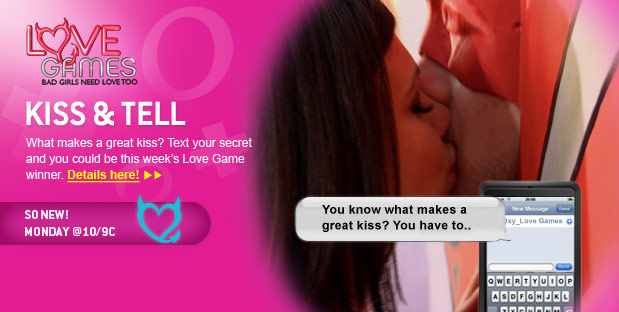 LOVE
GAMES
BAD GIRLS NEED LOVE TOO
KISS & TELL
What makes a great kiss? Text your secret
and you could be this week's Love Game
winner. Details here!
SO NEW!
MONDAY @10/9C
You know what makes a
great kiss? You have to..
New Message
Oxy_Love Games
Q W E R T Y U I O P
A S D F G H J K L
Z X C V B N M